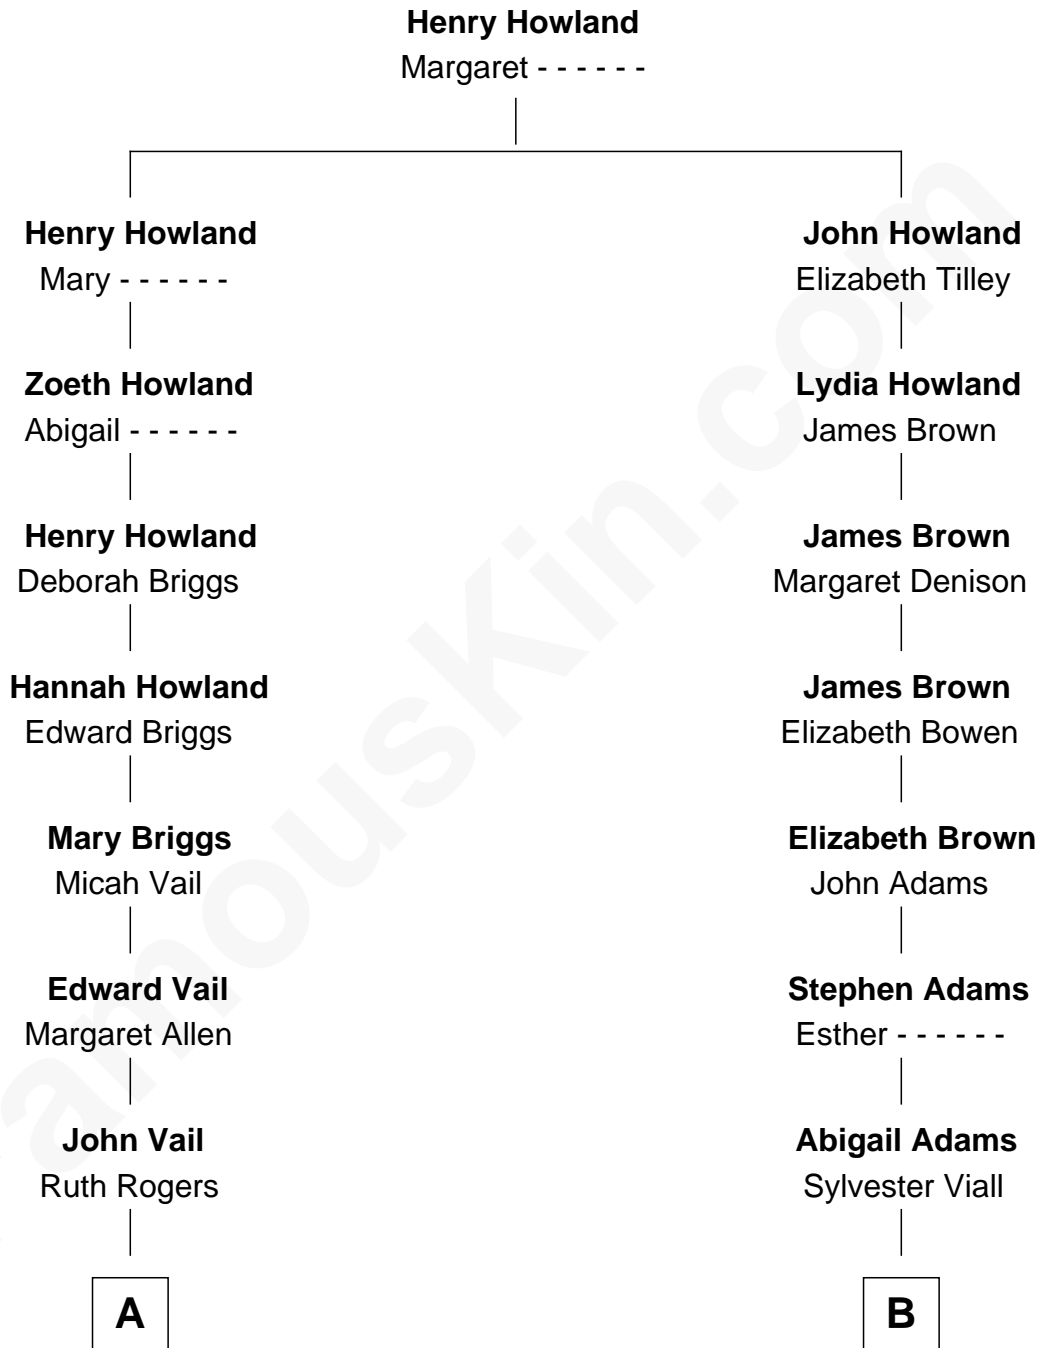 Henry Howland
Margaret - - - - - -
Henry Howland
Mary - - - - - -
John Howland
Elizabeth Tilley
Zoeth Howland
Abigail - - - - - -
Lydia Howland
James Brown
Henry Howland
Deborah Briggs
James Brown
Margaret Denison
Hannah Howland
Edward Briggs
James Brown
Elizabeth Bowen
Mary Briggs
Micah Vail
Elizabeth Brown
John Adams
Edward Vail
Margaret Allen
Stephen Adams
Esther - - - - - -
John Vail
Ruth Rogers
Abigail Adams
Sylvester Viall
A
B
amouskin.com